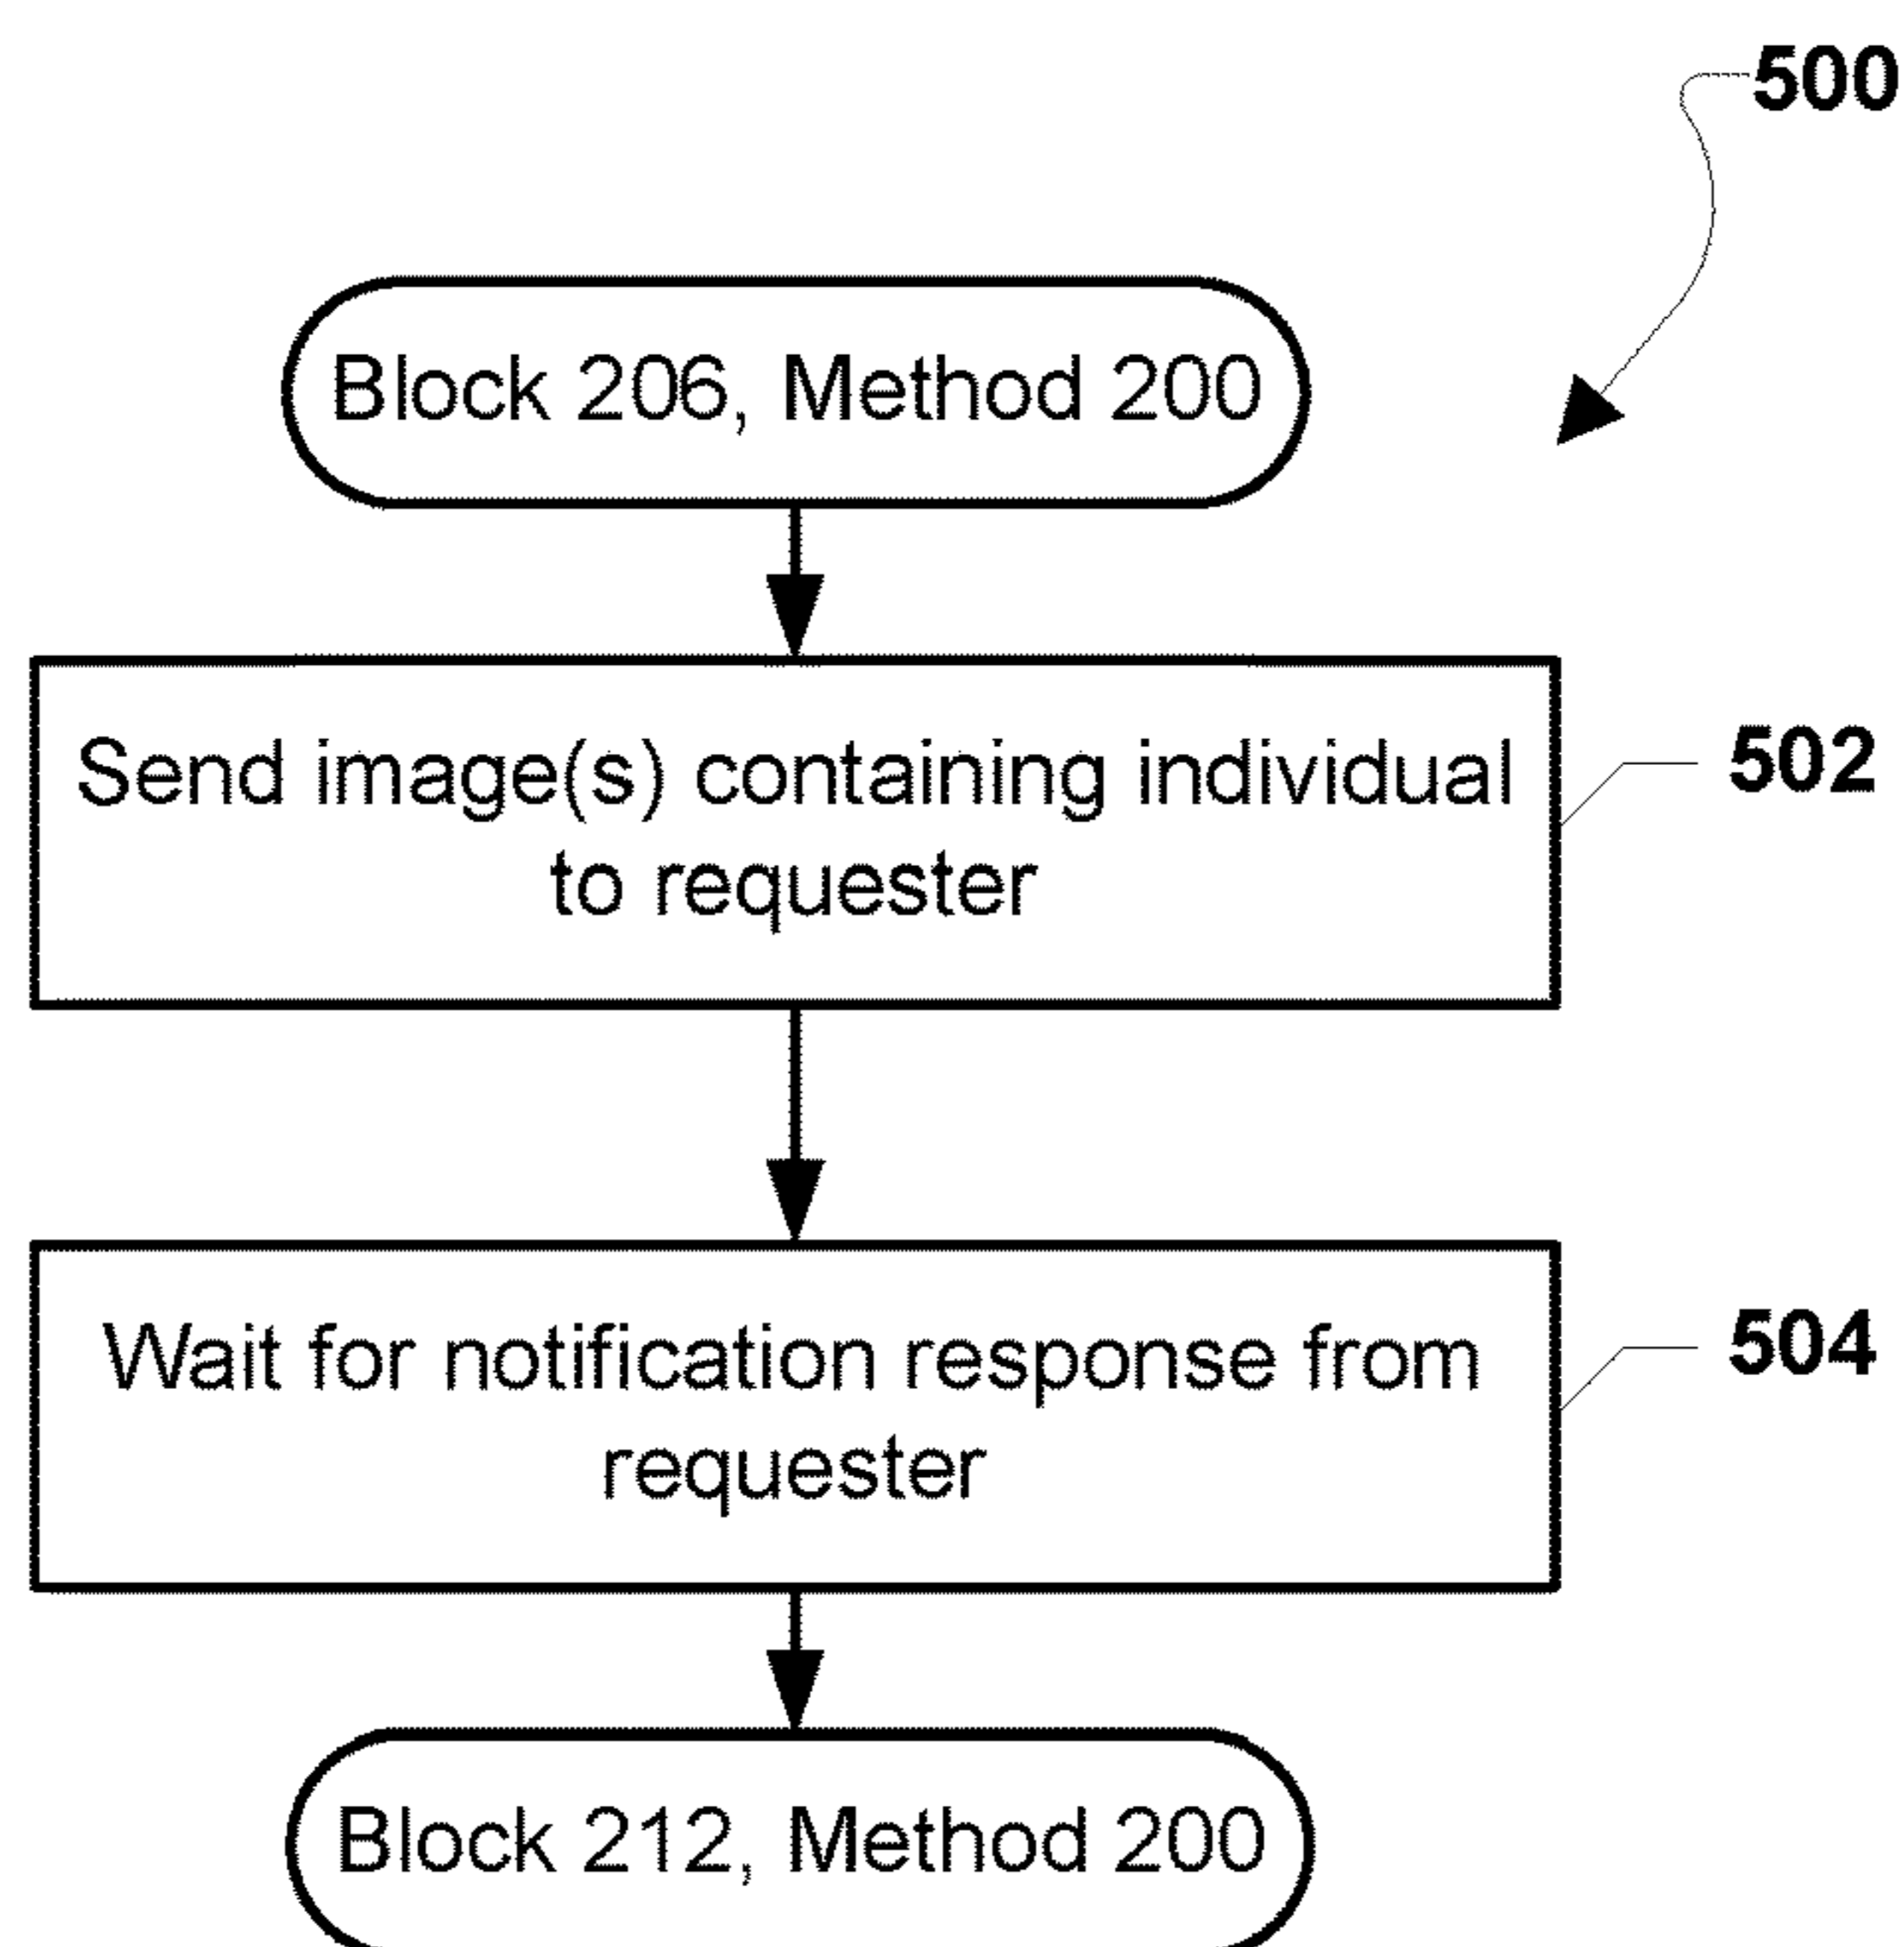 500
Block 206, Method 200
Send image(s) containing individual
to requester
502
Wait for notification response from
requester
504
Block 212, Method 200